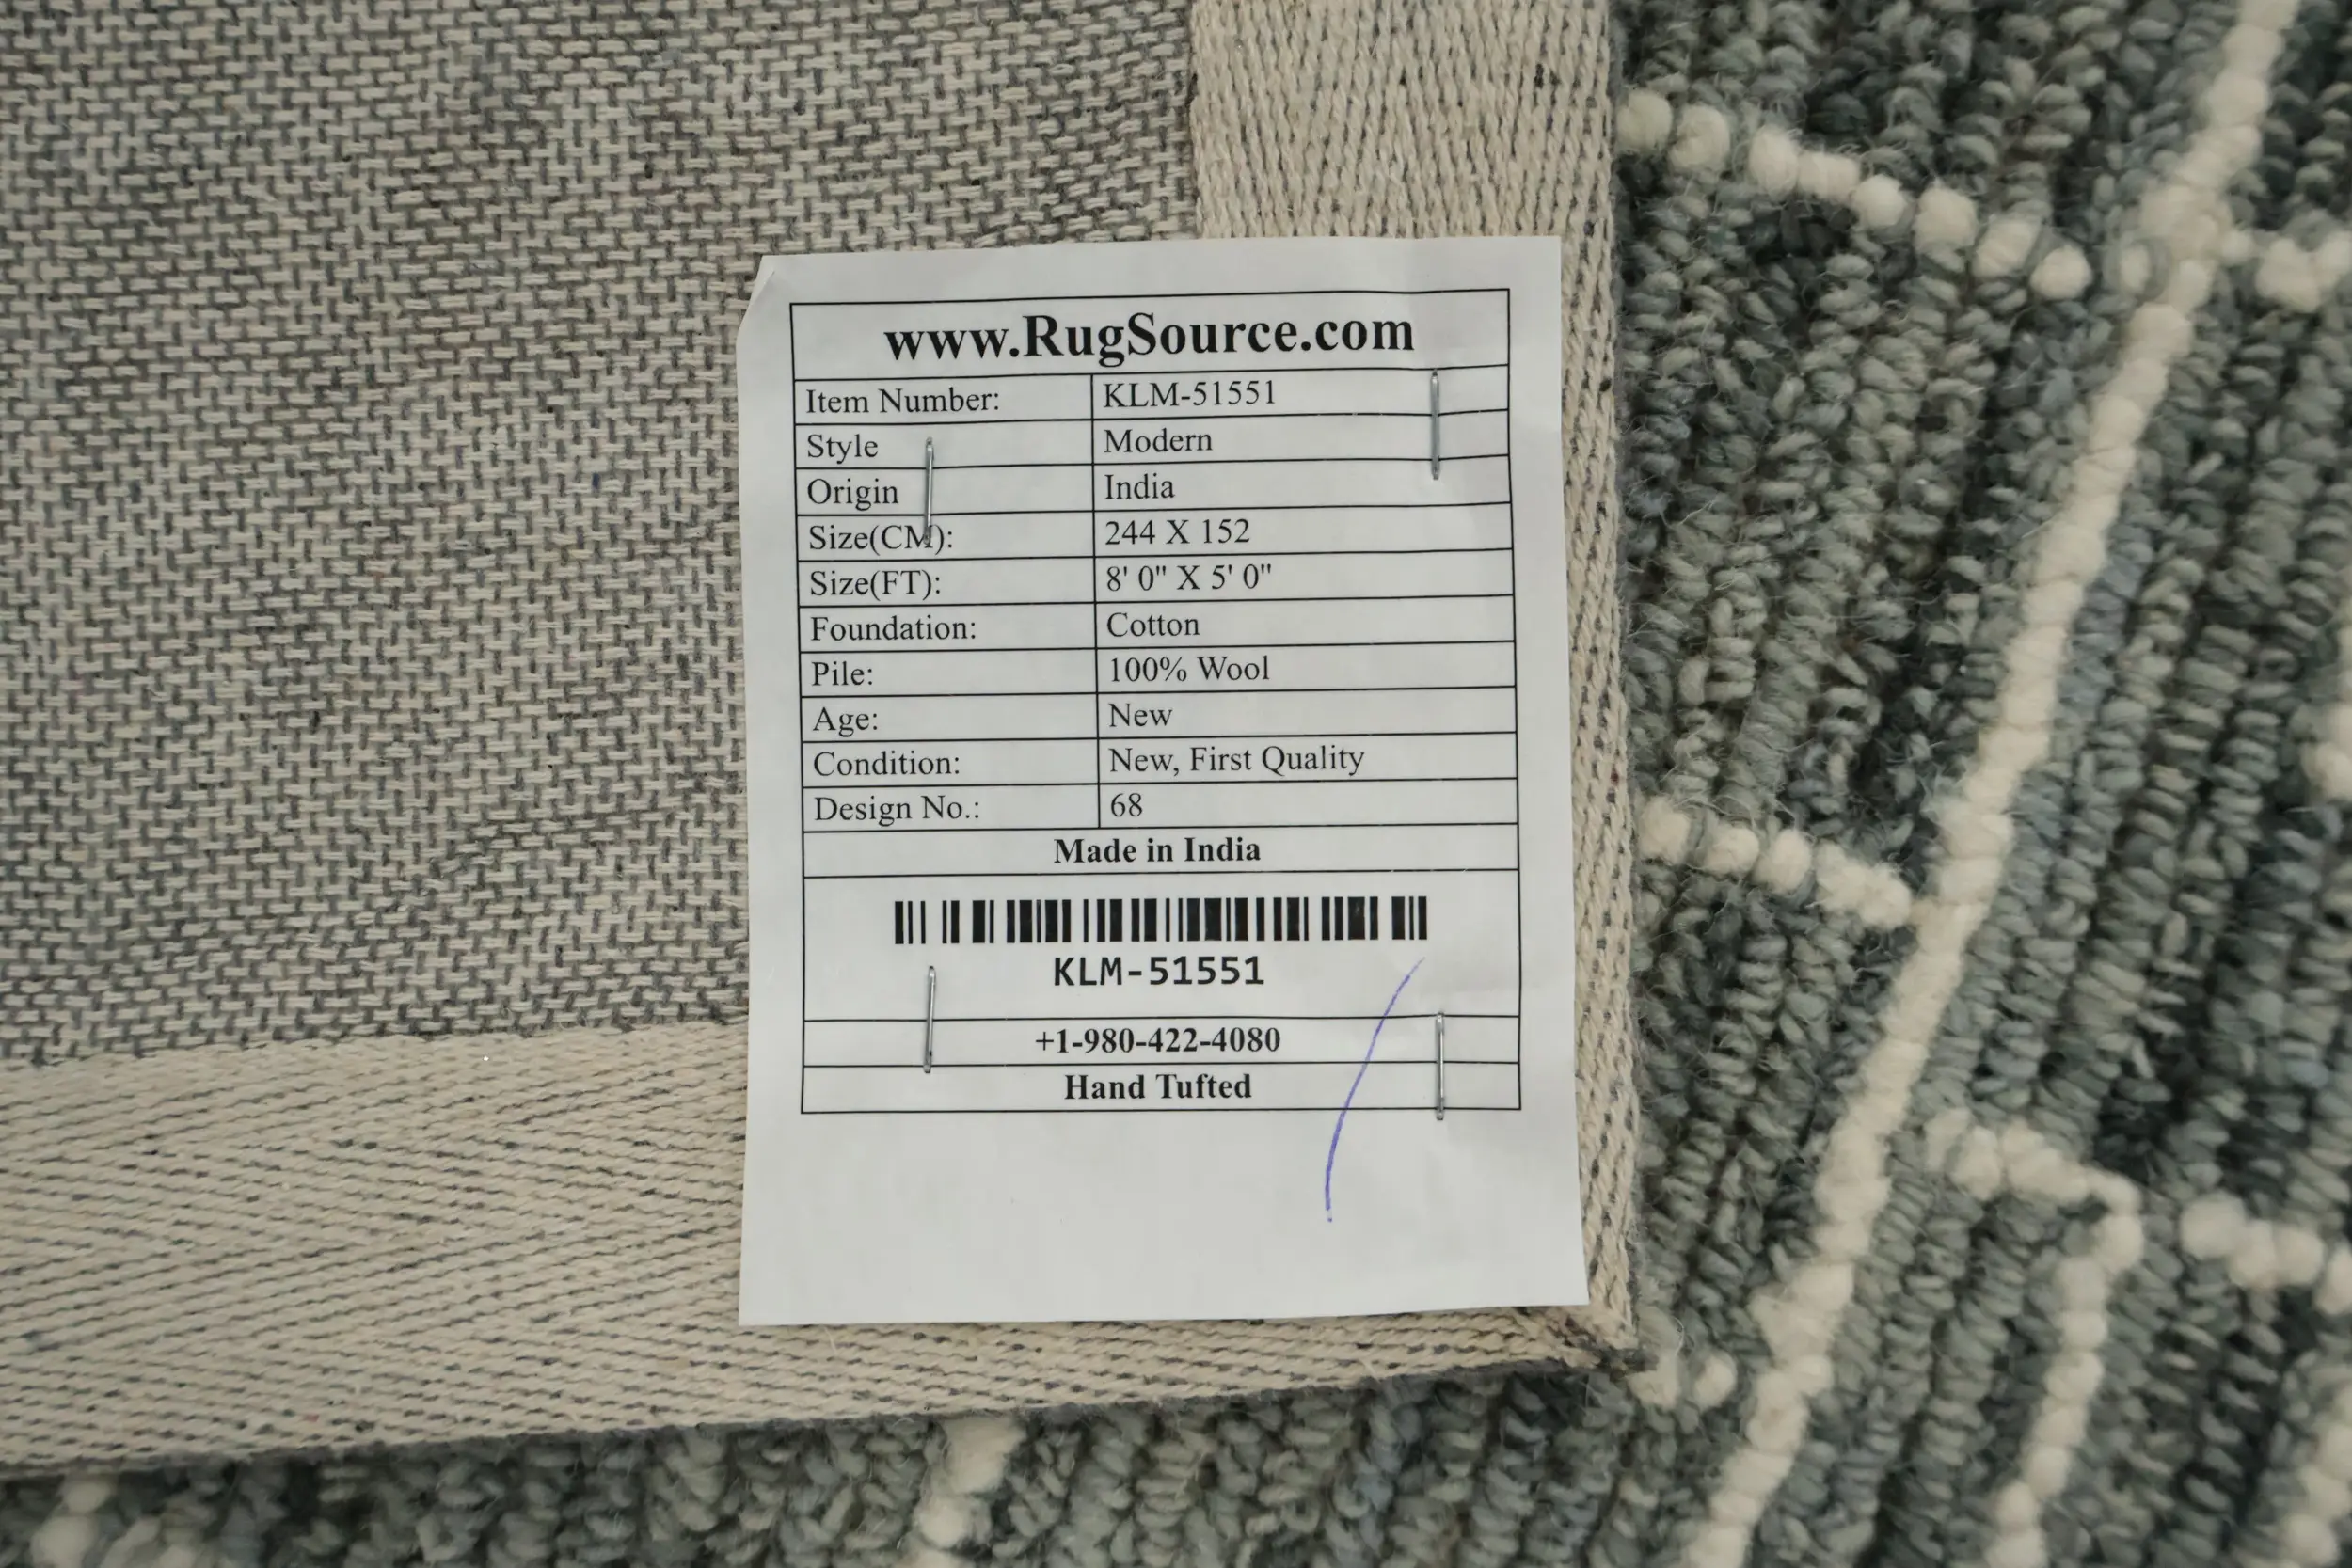 www.RugSource.com
Item Number: KLM-51551
Style Modern
Origin India
Size(CM): 244 X 152
Size(FT): 8' 0" X 5' 0"
Foundation: Cotton
Pile: 100% Wool
Age: New
Condition: New, First Quality
Design No.: 68
Made in India
KLM-51551
+1-980-422-4080
Hand Tufted